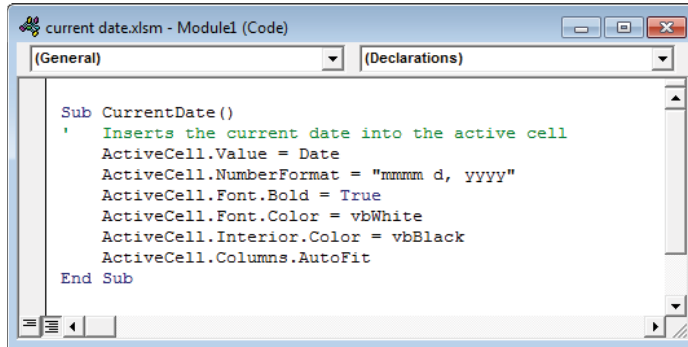 current date.xlsm - Module1 (Code)
(General) (Declarations)
Sub CurrentDate()
'   Inserts the current date into the active cell
    ActiveCell.Value = Date
    ActiveCell.NumberFormat = "mmmm d, yyyy"
    ActiveCell.Font.Bold = True
    ActiveCell.Font.Color = vbWhite
    ActiveCell.Interior.Color = vbBlack
    ActiveCell.Columns.AutoFit
End Sub